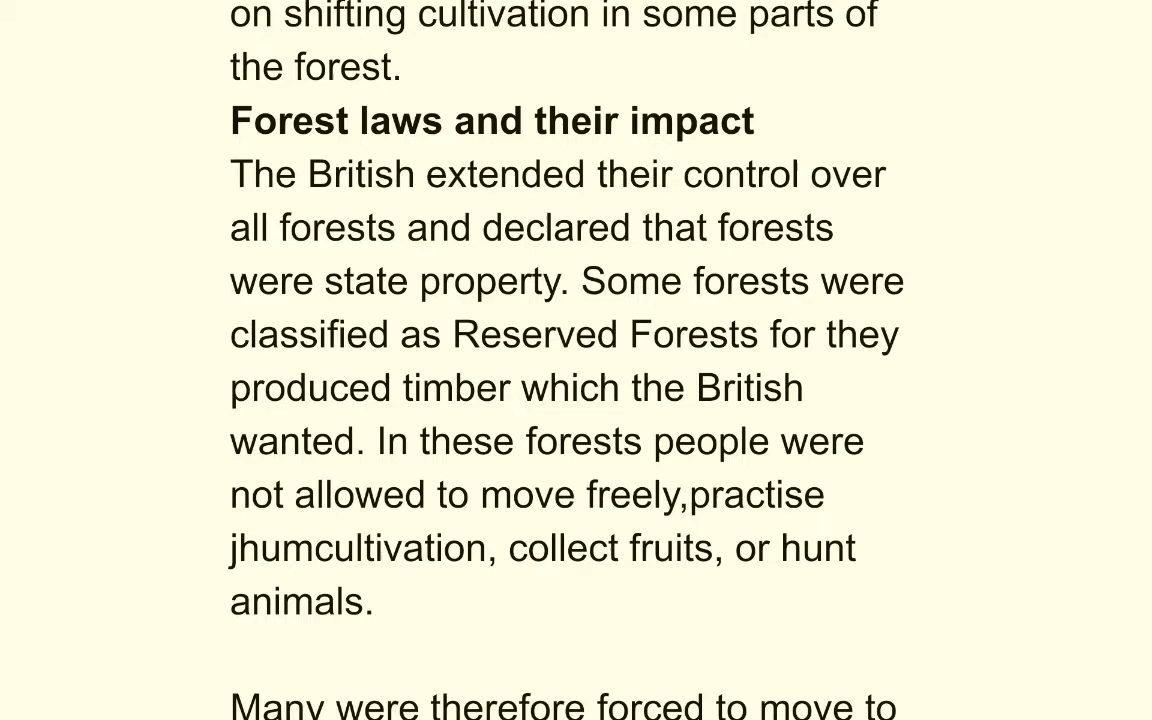 on shifting cultivation in some parts of
the forest.
Forest laws and their impact
The British extended their control over
all forests and declared that forests
were state property. Some forests were
classified as Reserved Forests for they
produced timber which the British
wanted. In these forests people were
not allowed to move freely,practise
jhumcultivation, collect fruits, or hunt
animals.
Many were therefore forced to move to